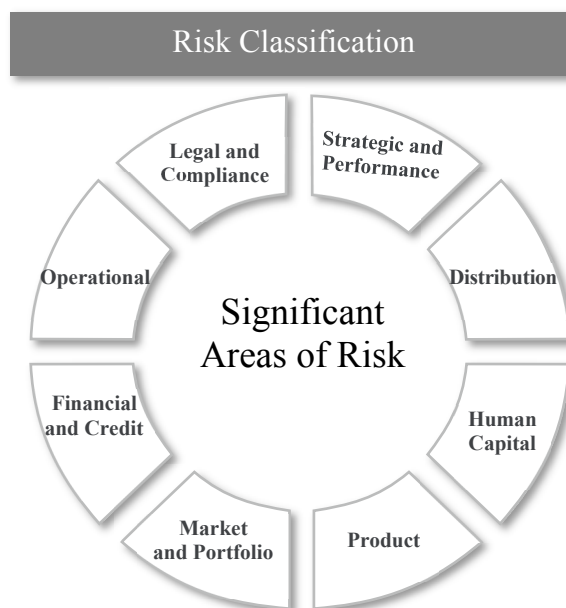 Risk Classification
Legal and
Compliance
Strategic and
Performance
Operational
Distribution
Significant
Areas of Risk
Financial
and Credit
Human
Capital
Market
and Portfolio
Product